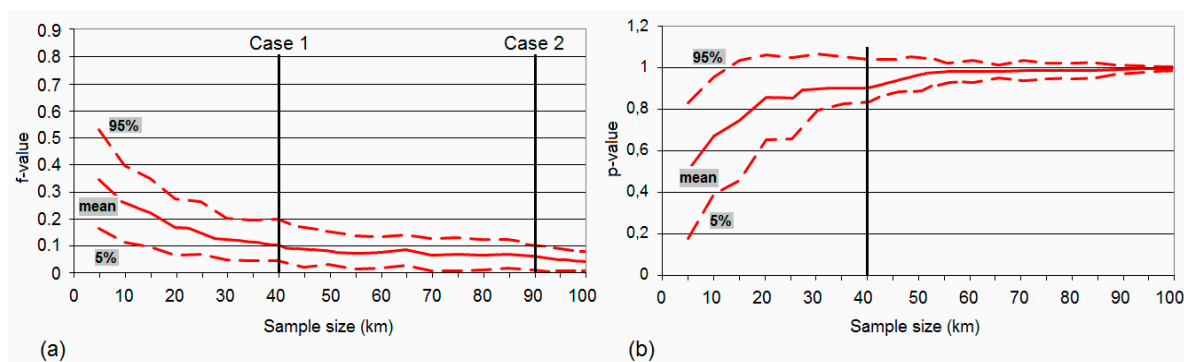 0.9
0.8
0.7
0.6
0.5
0.4
0.3
0.2
0.1
0
f-value
Case 1
Case 2
95%
mean
5%
0 10 20 30 40 50 60 70 80 90 100
Sample size (km)
(a)
1,2
1
0,8
0,6
0,4
0,2
0
p-value
95%
mean
5%
0 10 20 30 40 50 60 70 80 90 100
Sample size (km)
(b)